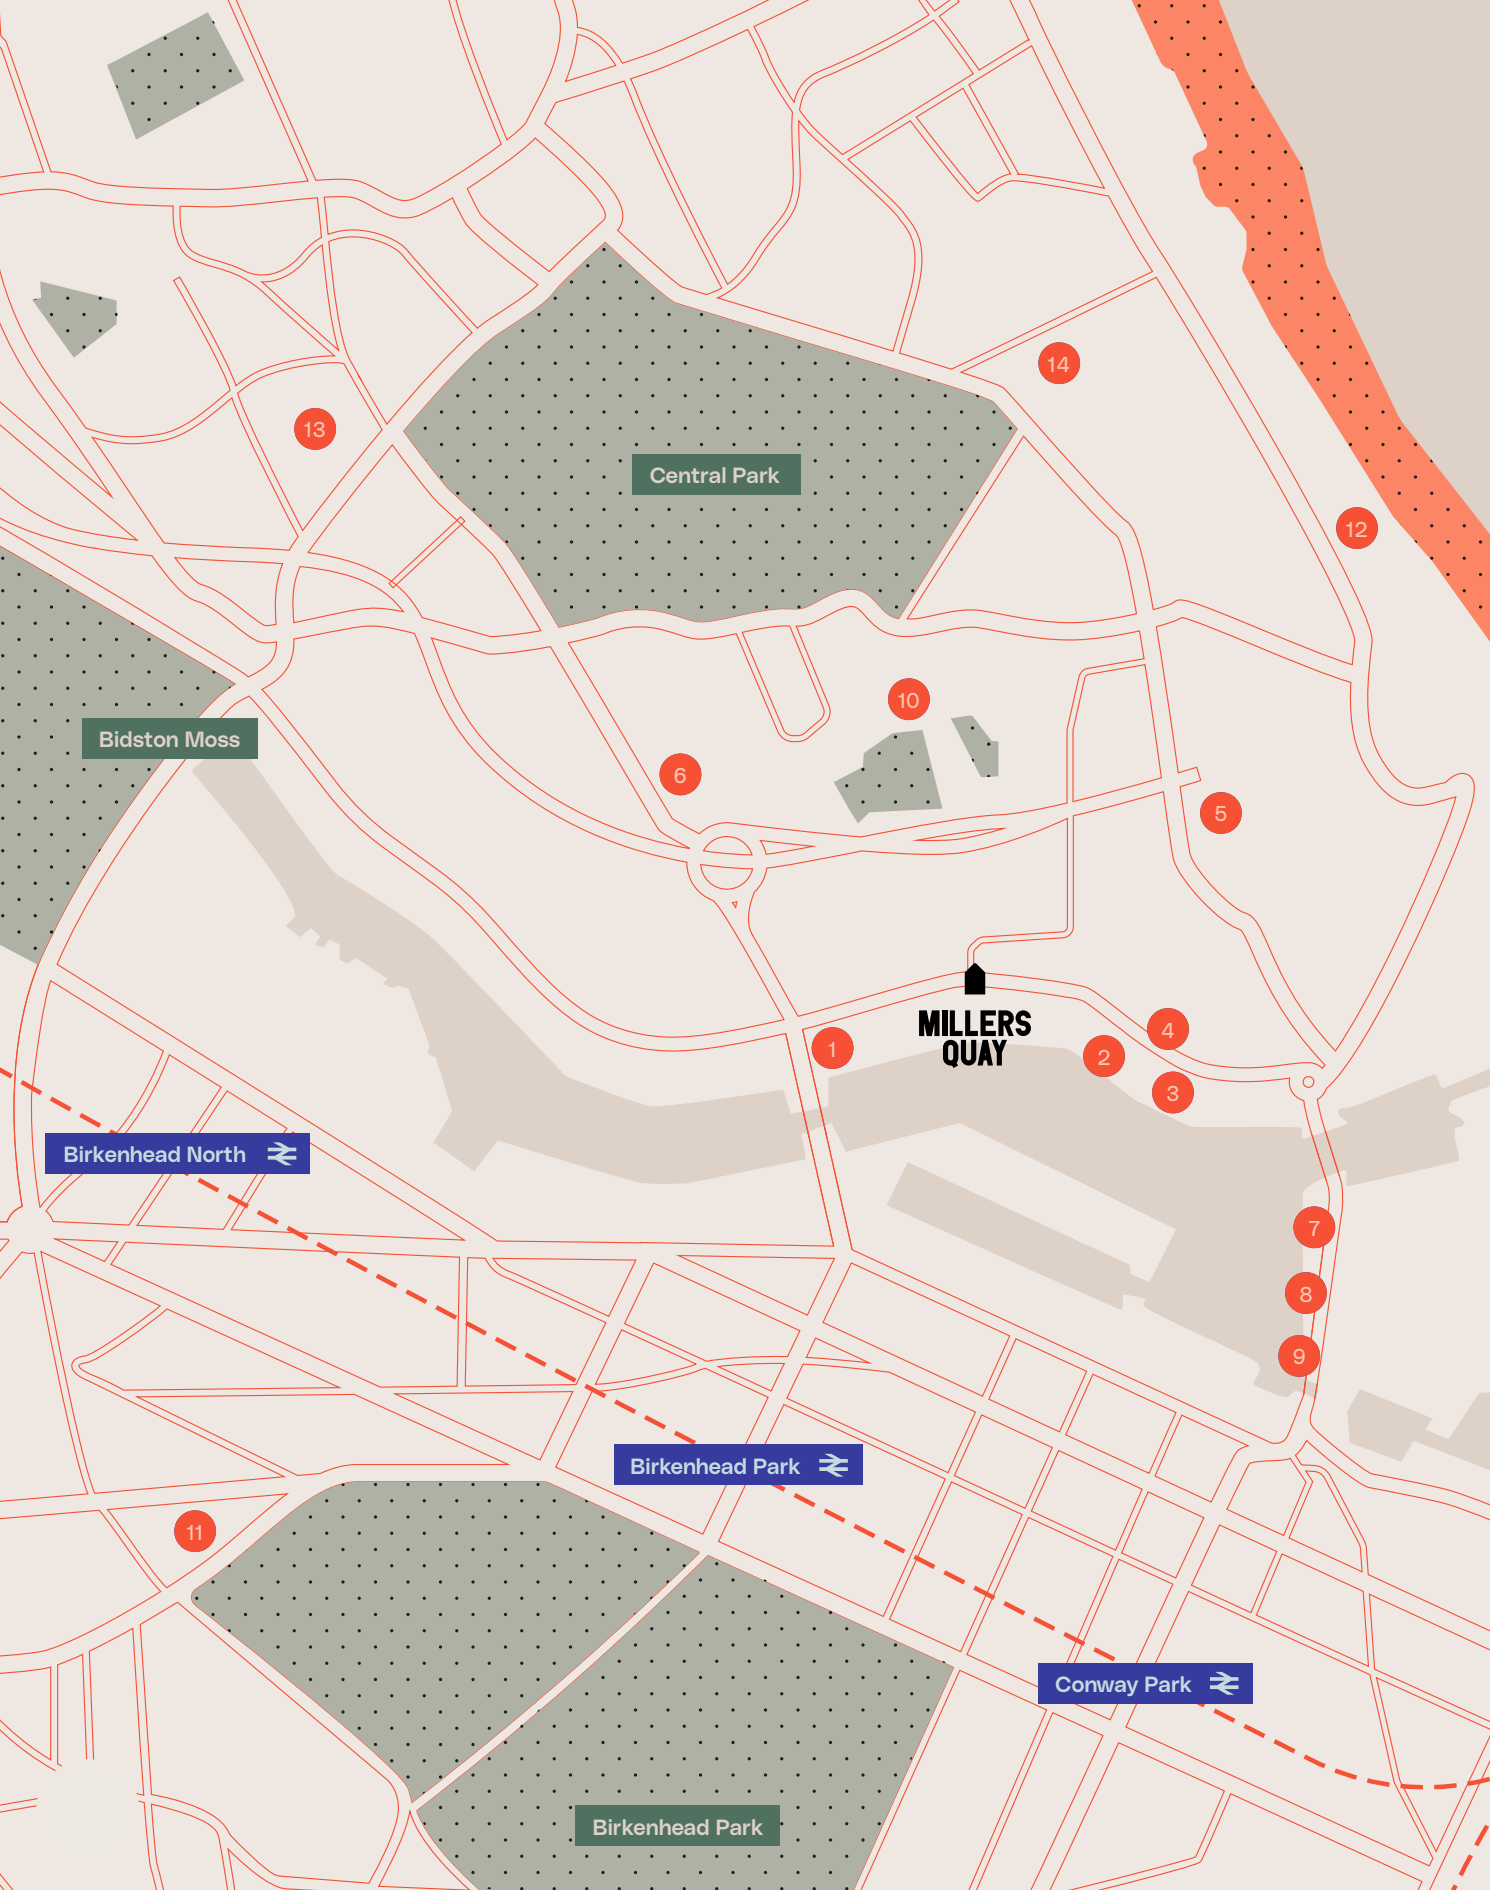 14
13
Central Park
12
10
Bidston Moss
6
5
MILLERS
QUAY
1
4
2
3
Birkenhead North
7
8
9
Birkenhead Park
11
Conway Park
Birkenhead Park